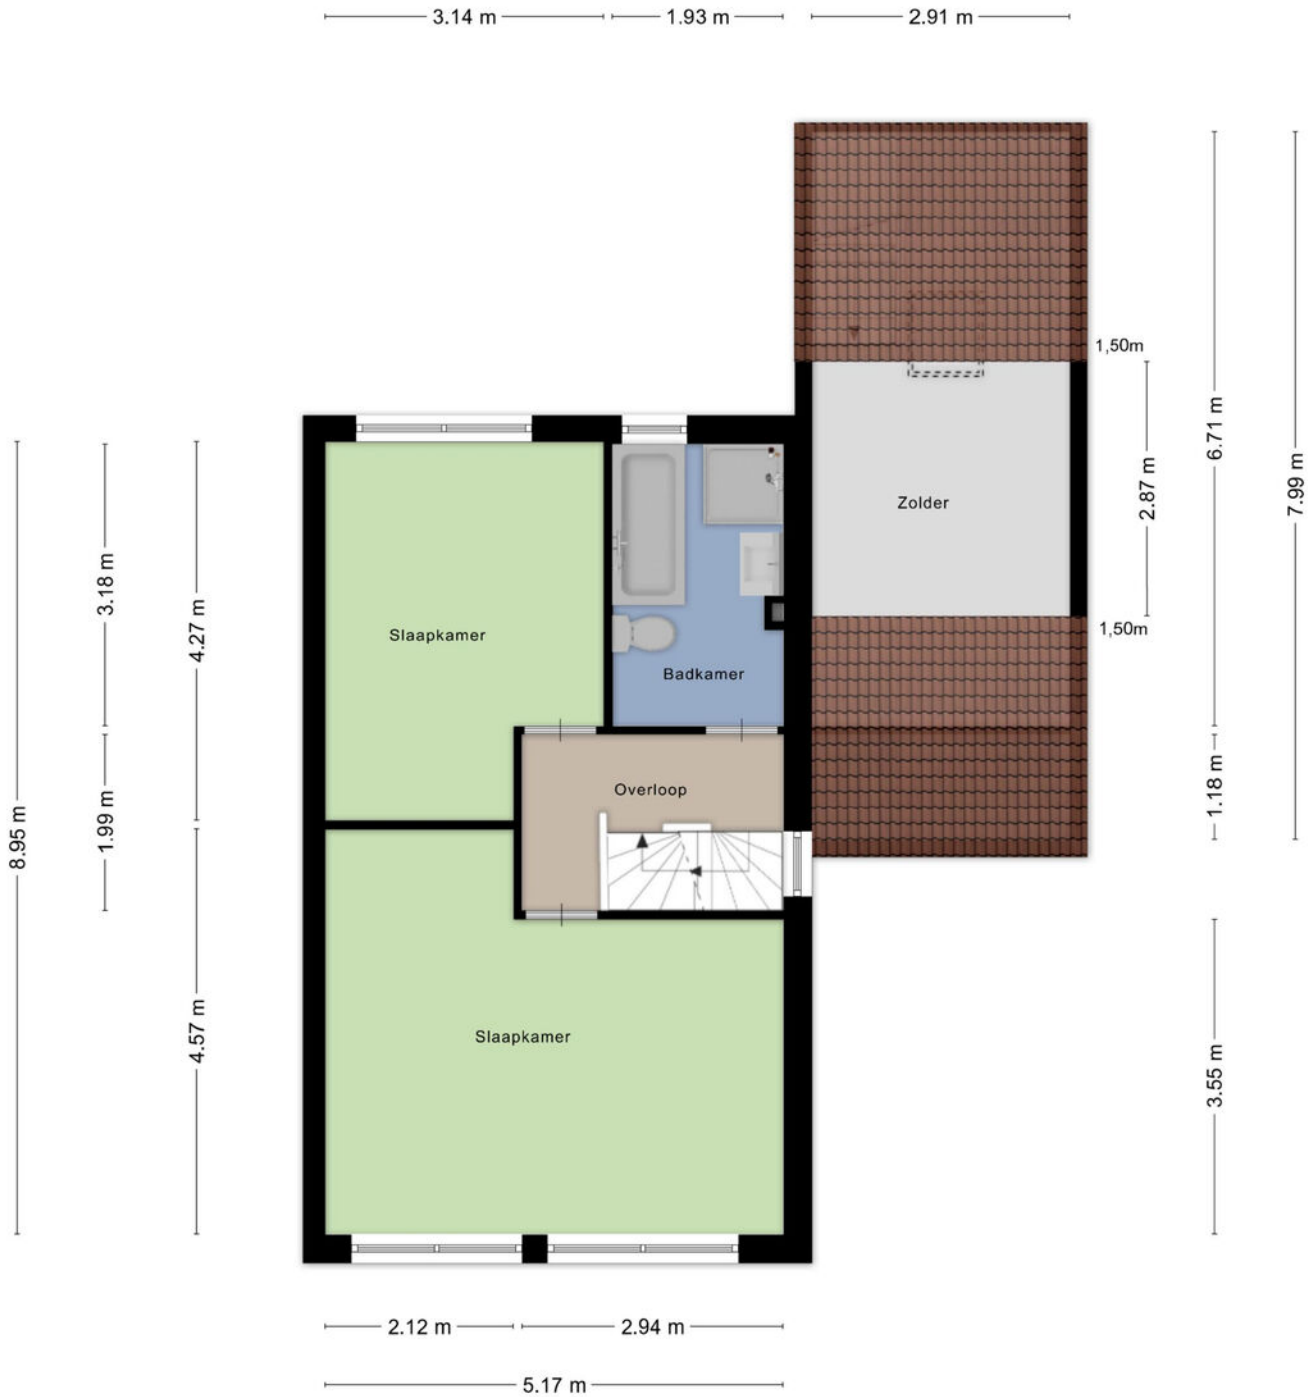 3.14 m
1.93 m
2.91 m
1,50m
6.71 m
2.87 m
7.99 m
Zolder
3.18 m
4.27 m
Slaapkamer
1,50m
Badkamer
Overloop
1.18 m
8.95 m
1.99 m
4.57 m
Slaapkamer
3.55 m
2.12 m
2.94 m
5.17 m